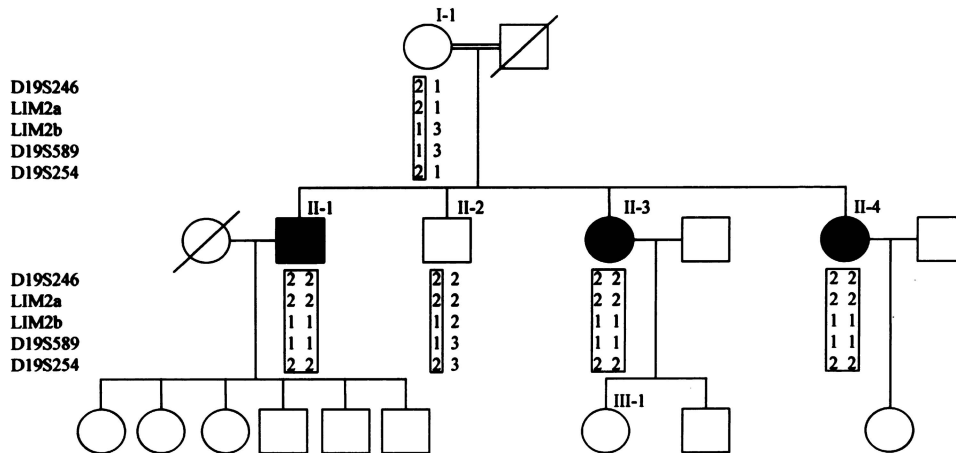 I-1
D19S246 2 1
LIM2a 2 1
LIM2b 1 3
D19S589 1 3
D19S254 2 1
II-1 II-2 II-3 II-4
D19S246 2 2 2 2 2 2 2 2
LIM2a 2 2 2 2 2 2 2 2
LIM2b 1 1 1 2 1 1 1 1
D19S589 1 1 1 3 1 1 1 1
D19S254 2 2 2 3 2 2 2 2
III-1